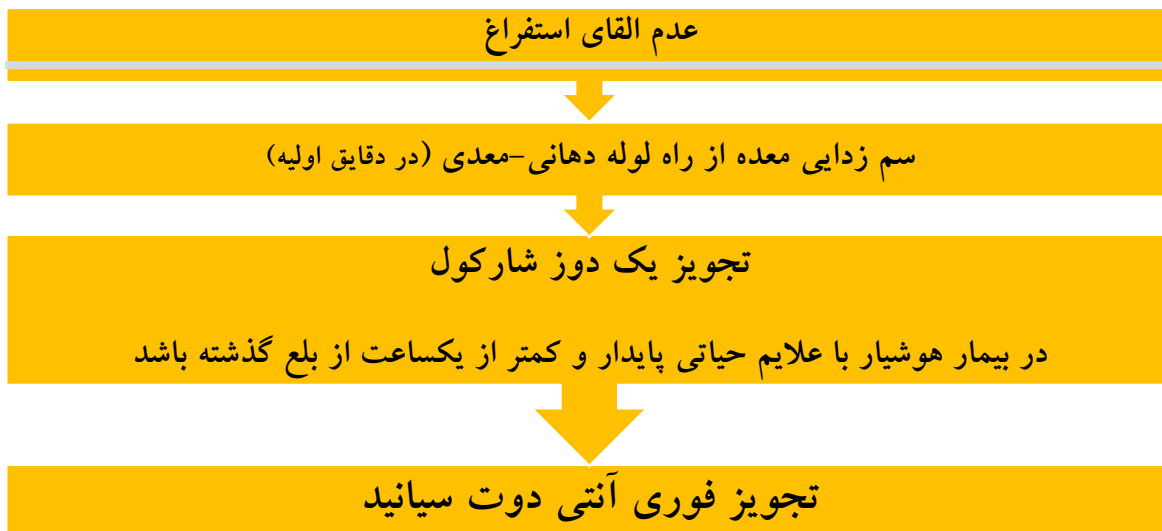 عدم القای استفراغ
سم زدایی معده از راه لوله دهانی-معدی (در دقایق اولیه)
تجویز یک دوز شارکول
در بیمار هوشیار با علایم حیاتی پایدار و کمتر از یکساعت از بلع گذشته باشد
تجویز فوری آنتی دوت سیانید